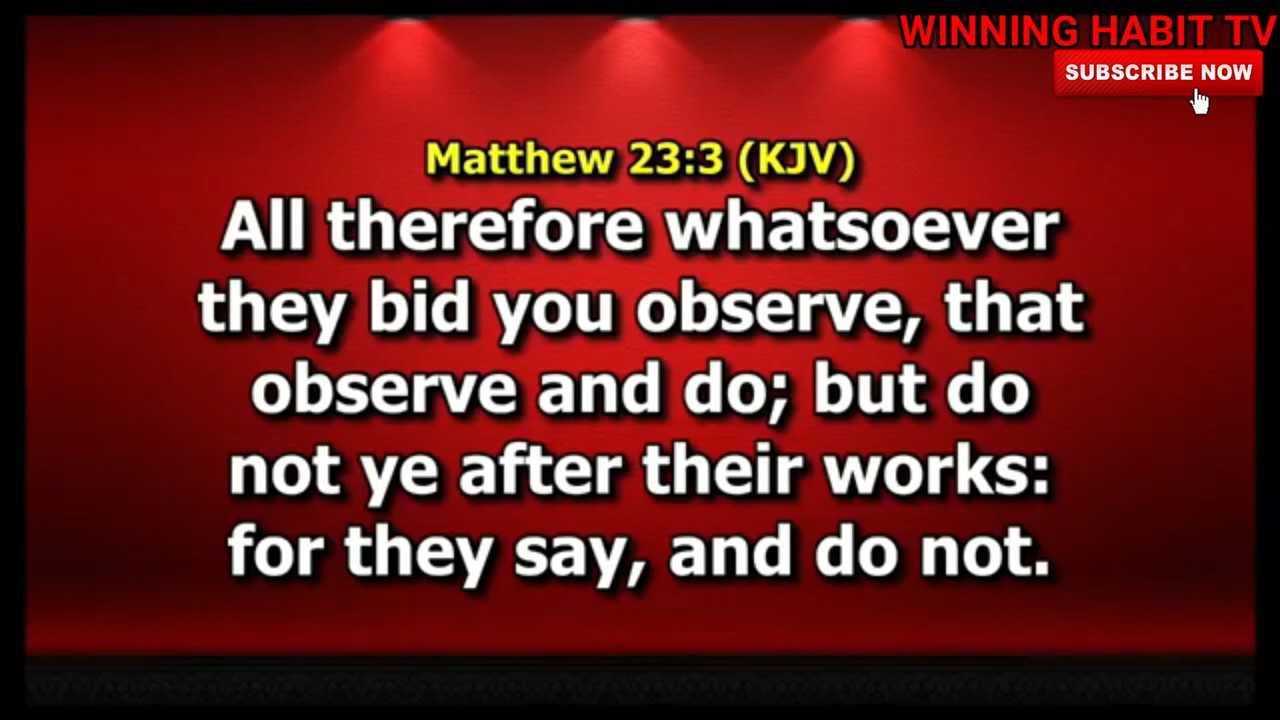 WINNING HABIT TV
SUBSCRIBE NOW
Matthew 23:3 (KJV)
All therefore whatsoever
they bid you observe, that
observe and do; but do
not ye after their works:
for they say, and do not.